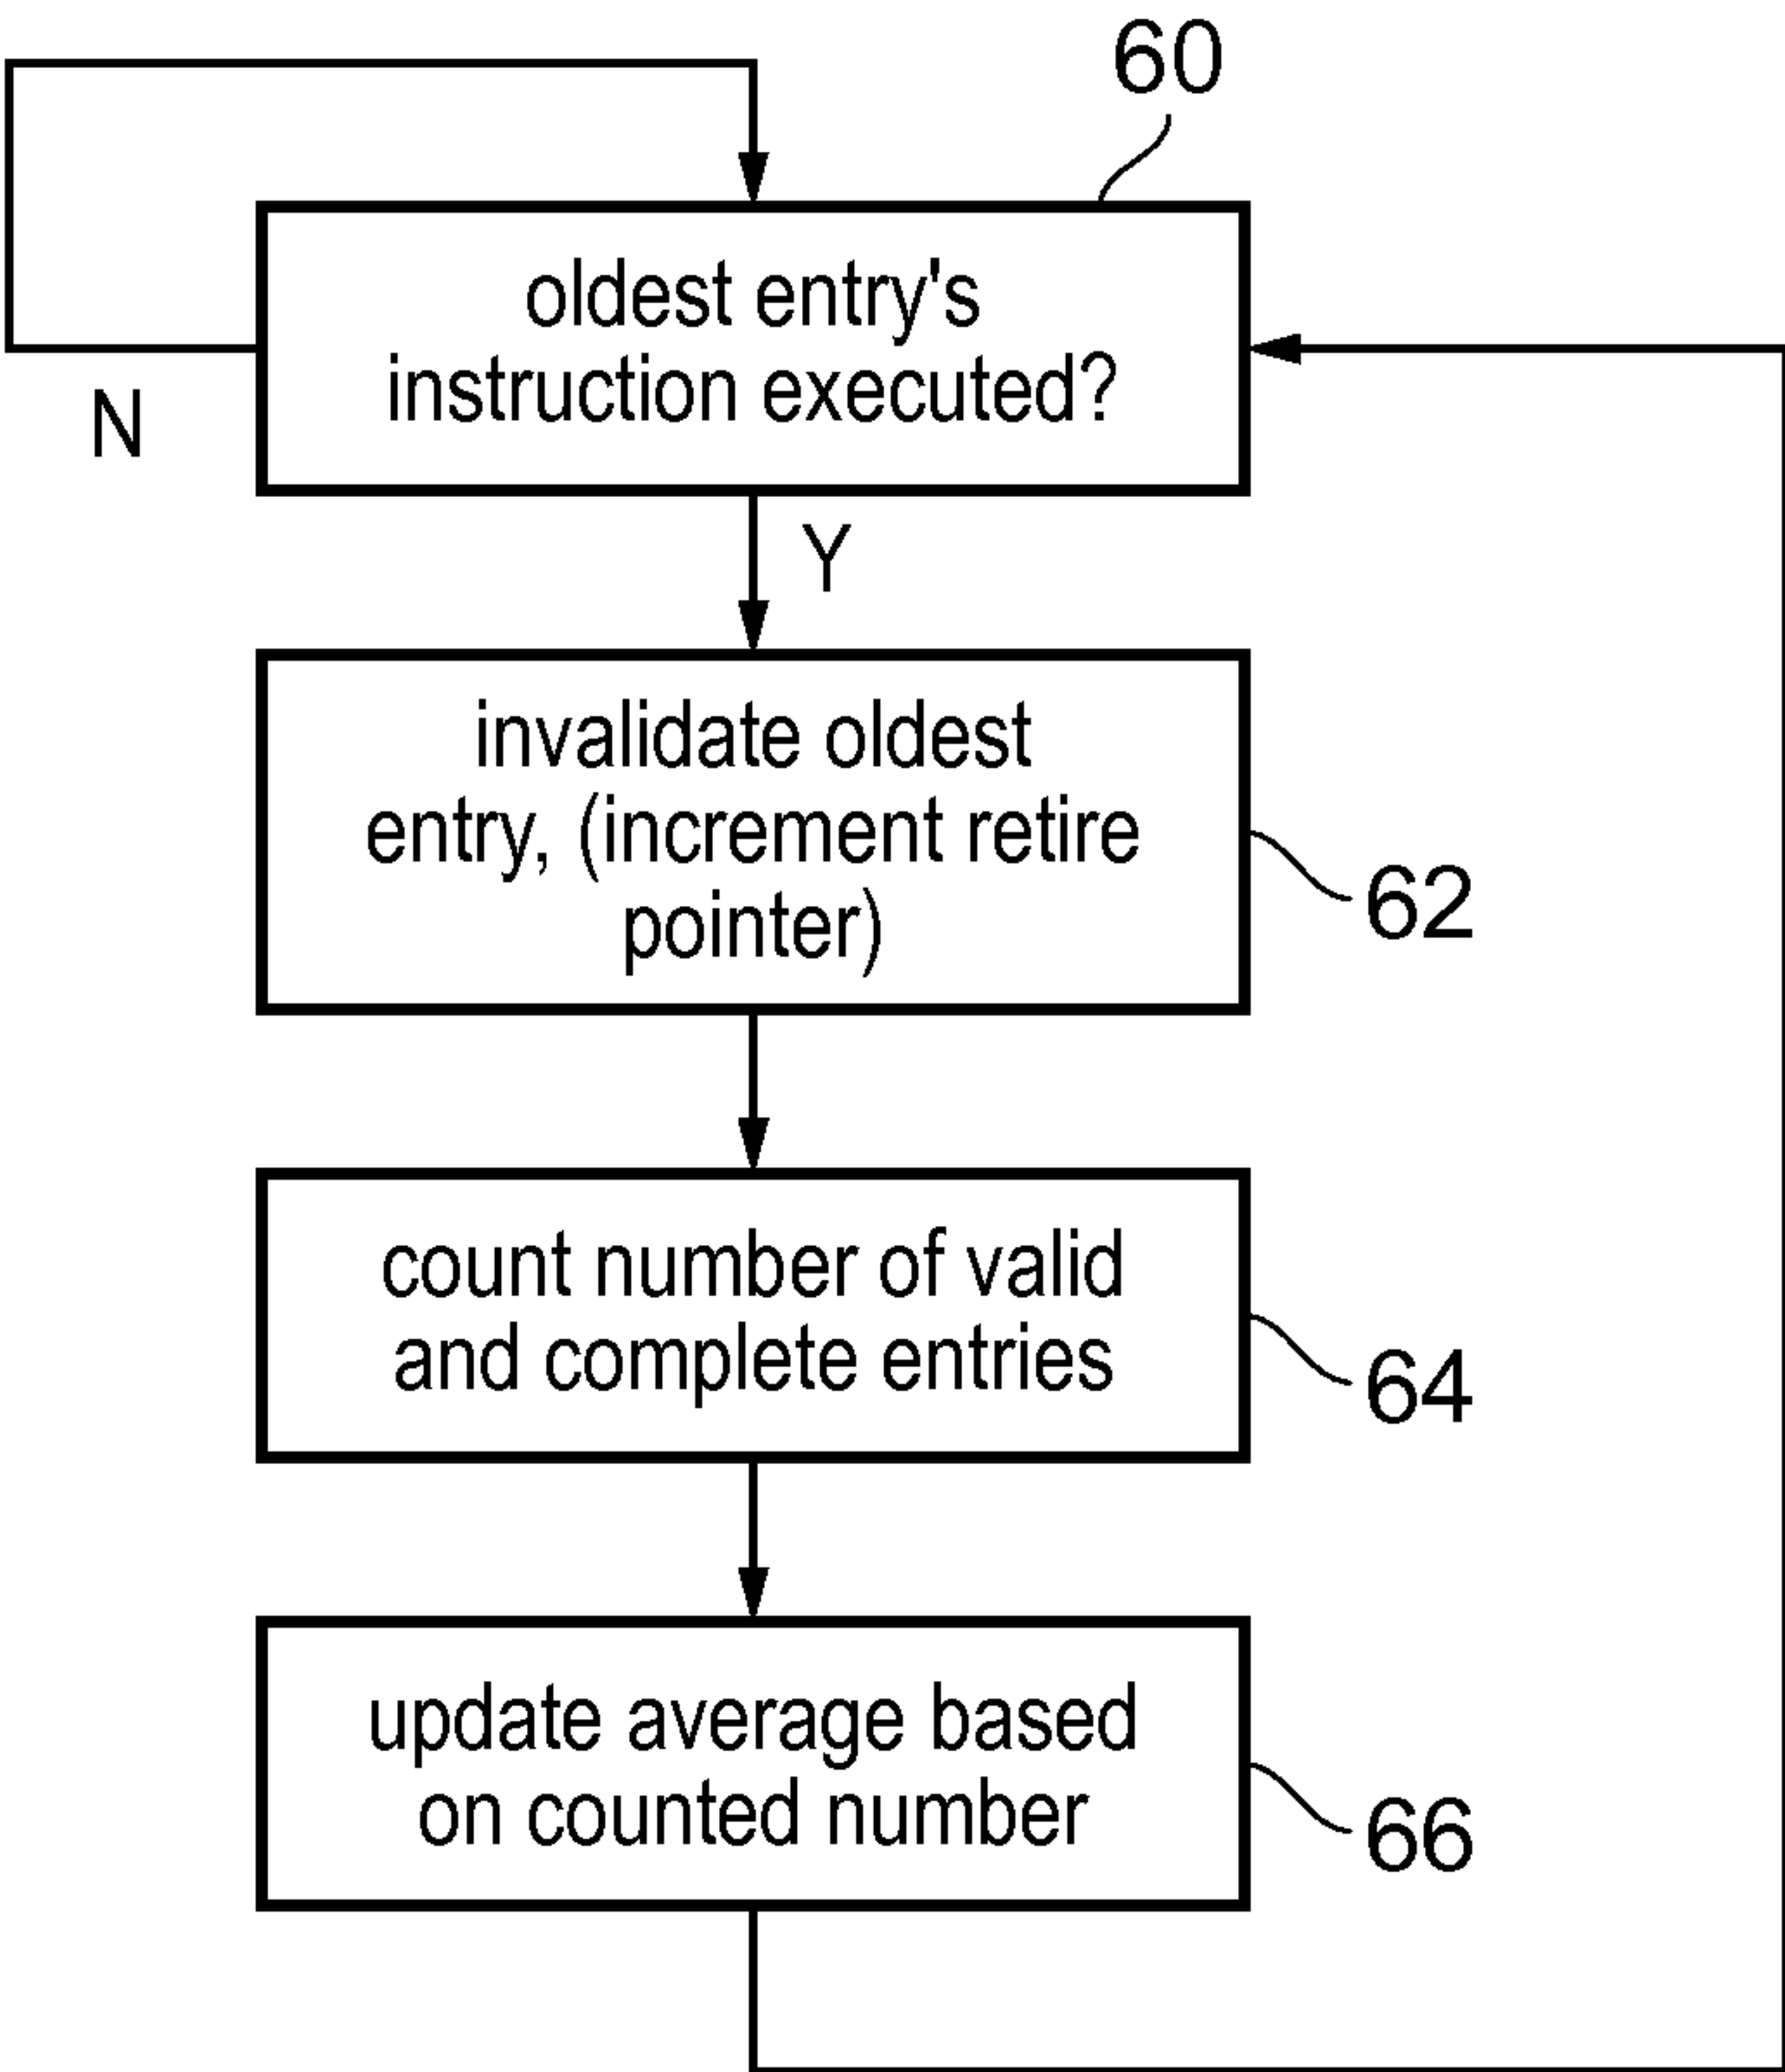 60
oldest entry's
instruction executed?
N
Y
invalidate oldest
entry, (increment retire
pointer)
62
count number of valid
and complete entries
64
update average based
on counted number
66